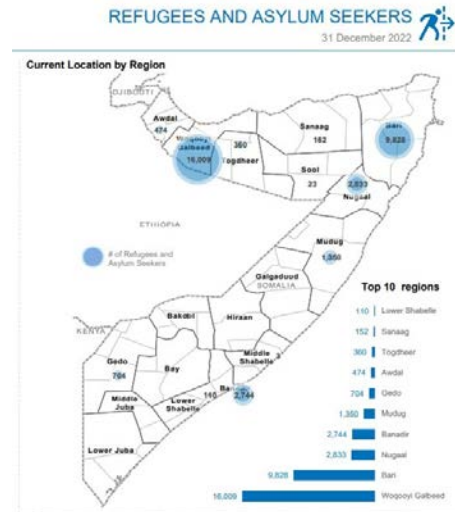 REFUGEES AND ASYLUM SEEKERS
31 December 2022
Current Location by Region
DJIBOUTI
Awdal
474
Galbeed
16,009
360
Togdheer
Sanaag
Bari
9,828
Sool
23
2,833
Nugaal
ETHIOPIA
# of Refugees and
Asylum Seekers
Mudug
1,350
Galgaduud
SOMALIA
Top 10 regions
110 Lower Shabelle
152 Sanaag
360 Togdheer
474 Awdal
704 Gedo
1,350 Mudug
2,744 Banadir
2,833 Nugaal
9,828 Bari
16,009 Woqooyi Galbeed
Bakool
Hiraan
KENYA
Gedo
704
Bay
Middle
Shabelle
3
Middle
Juba
Lower
Shabelle
2,744
Lower Juba